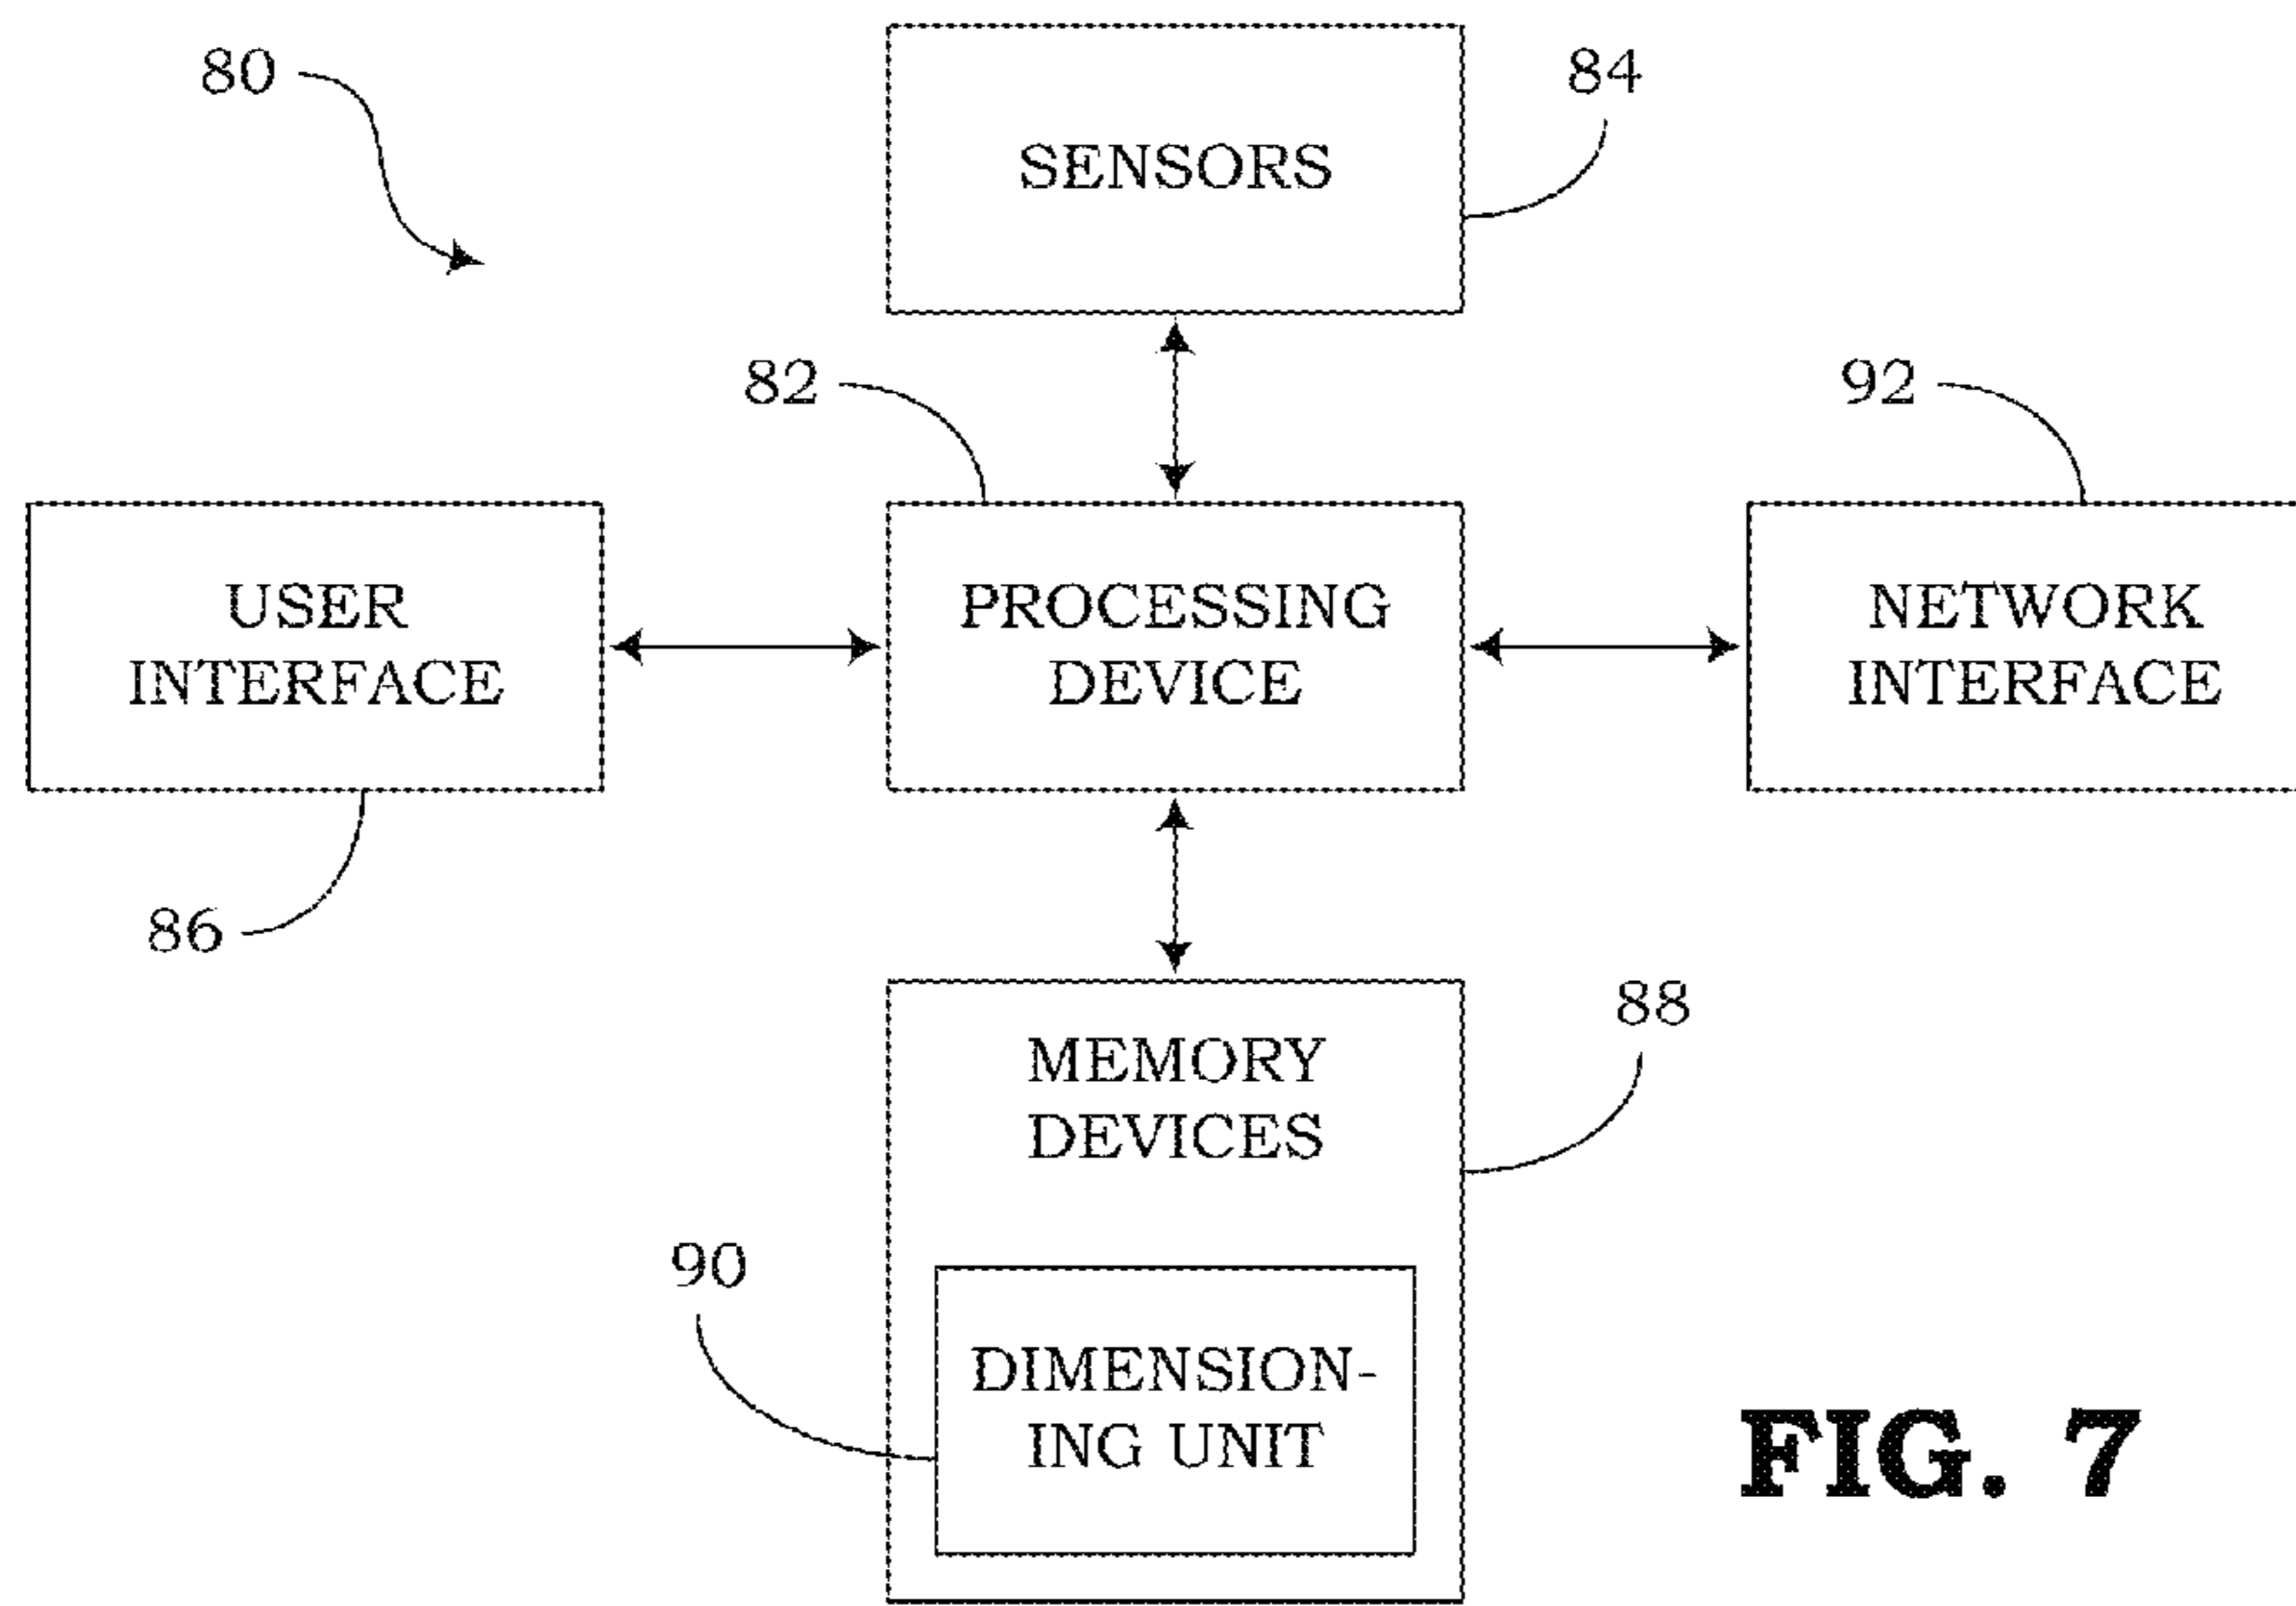 80
84
SENSORS
82
92
USER
INTERFACE
PROCESSING
DEVICE
NETWORK
INTERFACE
86
88
MEMORY
DEVICES
90
DIMENSION-
ING UNIT
FIG. 7